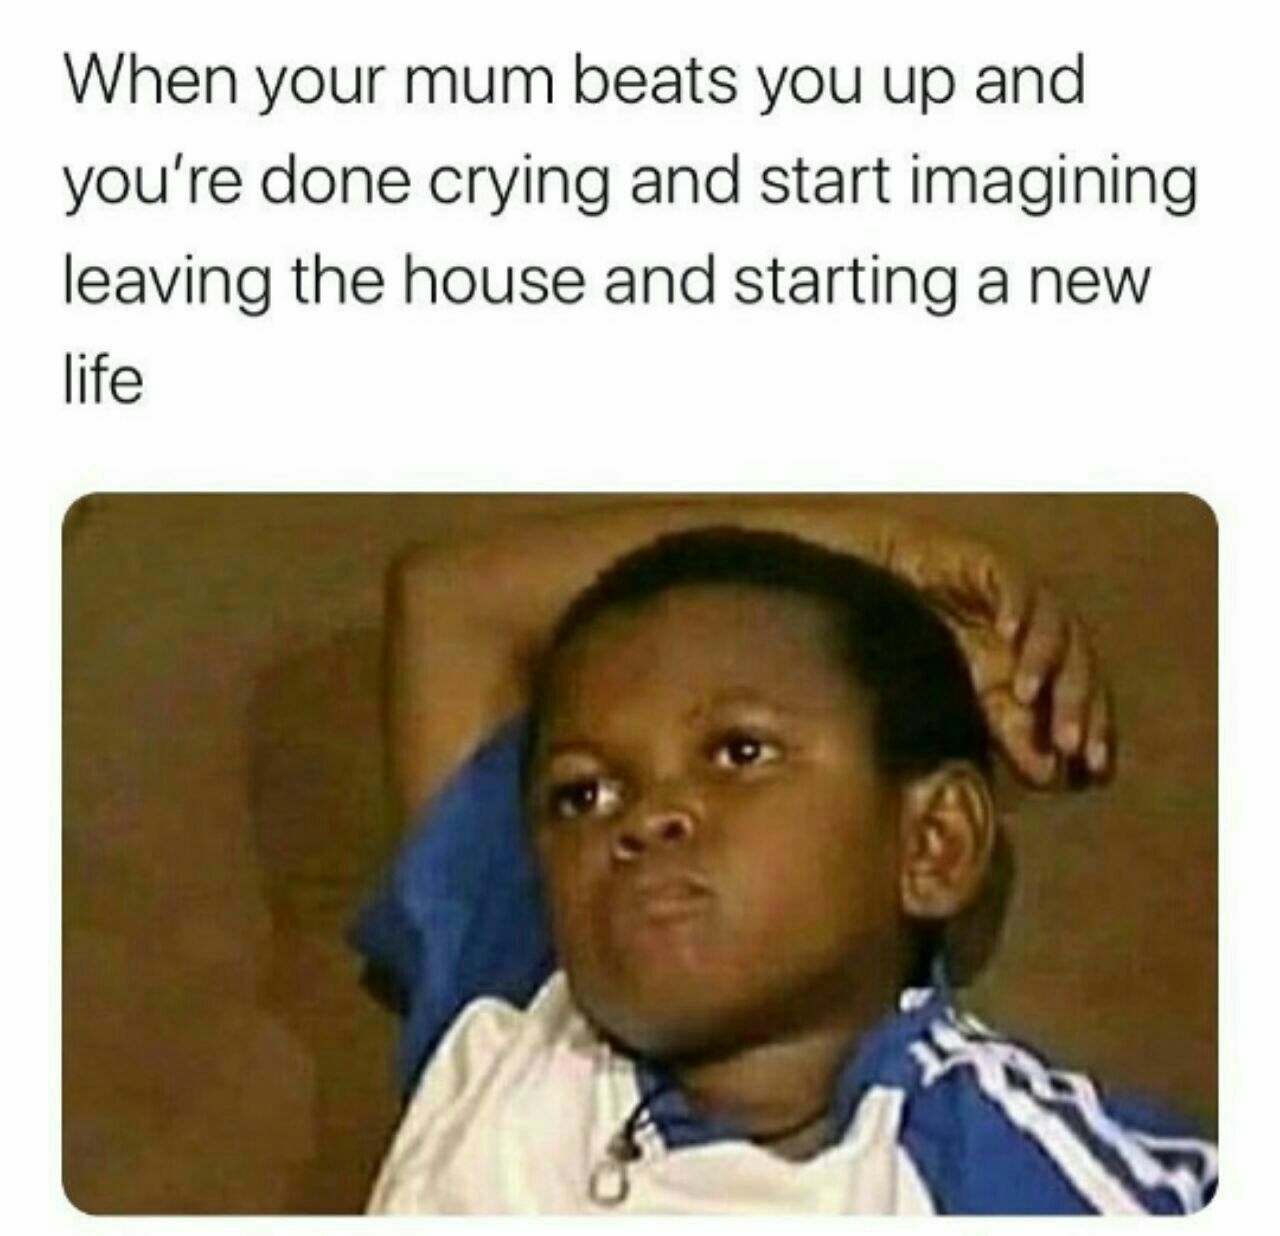 When your mum beats you up and
you're done crying and start imagining
leaving the house and starting a new
life